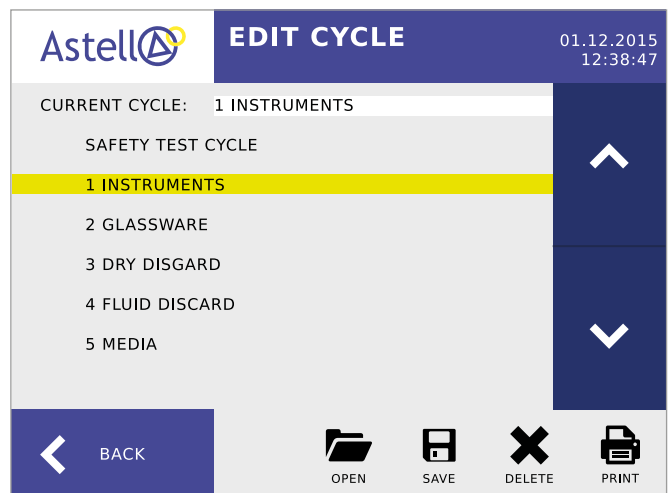 Astell
EDIT CYCLE
01.12.2015
12:38:47
CURRENT CYCLE: 1 INSTRUMENTS
SAFETY TEST CYCLE
1 INSTRUMENTS
2 GLASSWARE
3 DRY DISGARD
4 FLUID DISCARD
5 MEDIA
BACK
OPEN
SAVE
DELETE
PRINT